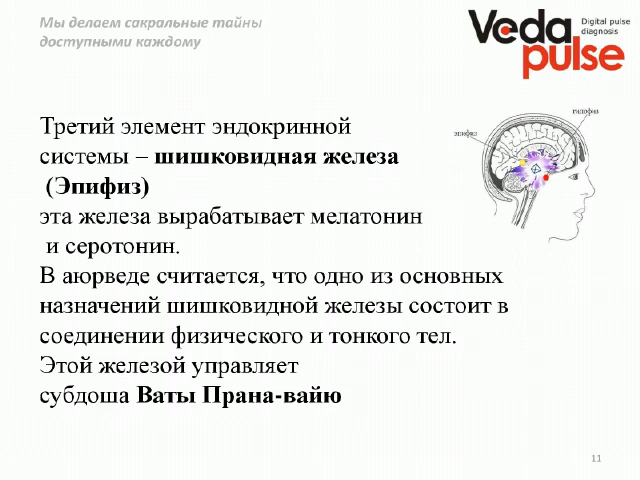 Мы делаем сакральные тайны
доступными каждому
Veda
pulse
Digital pulse
diagnosis
Третий элемент эндокринной
системы – шишковидная железа
(Эпифиз)
эта железа вырабатывает мелатонин
и серотонин.
В аюрведе считается, что одно из основных
назначений шишковидной железы состоит в
соединении физического и тонкого тел.
Этой железой управляет
субдоша Ваты Прана-вайю
эпифиз
гипофиз
11